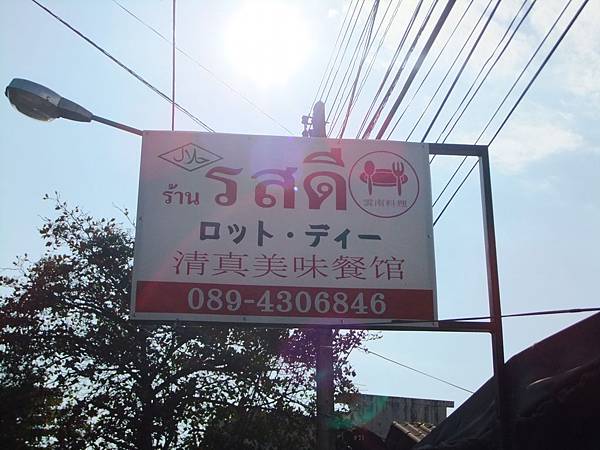 حلال
ร้าน รสดี
雲南料理
ロット・ディー
清真美味餐馆
089-4306846